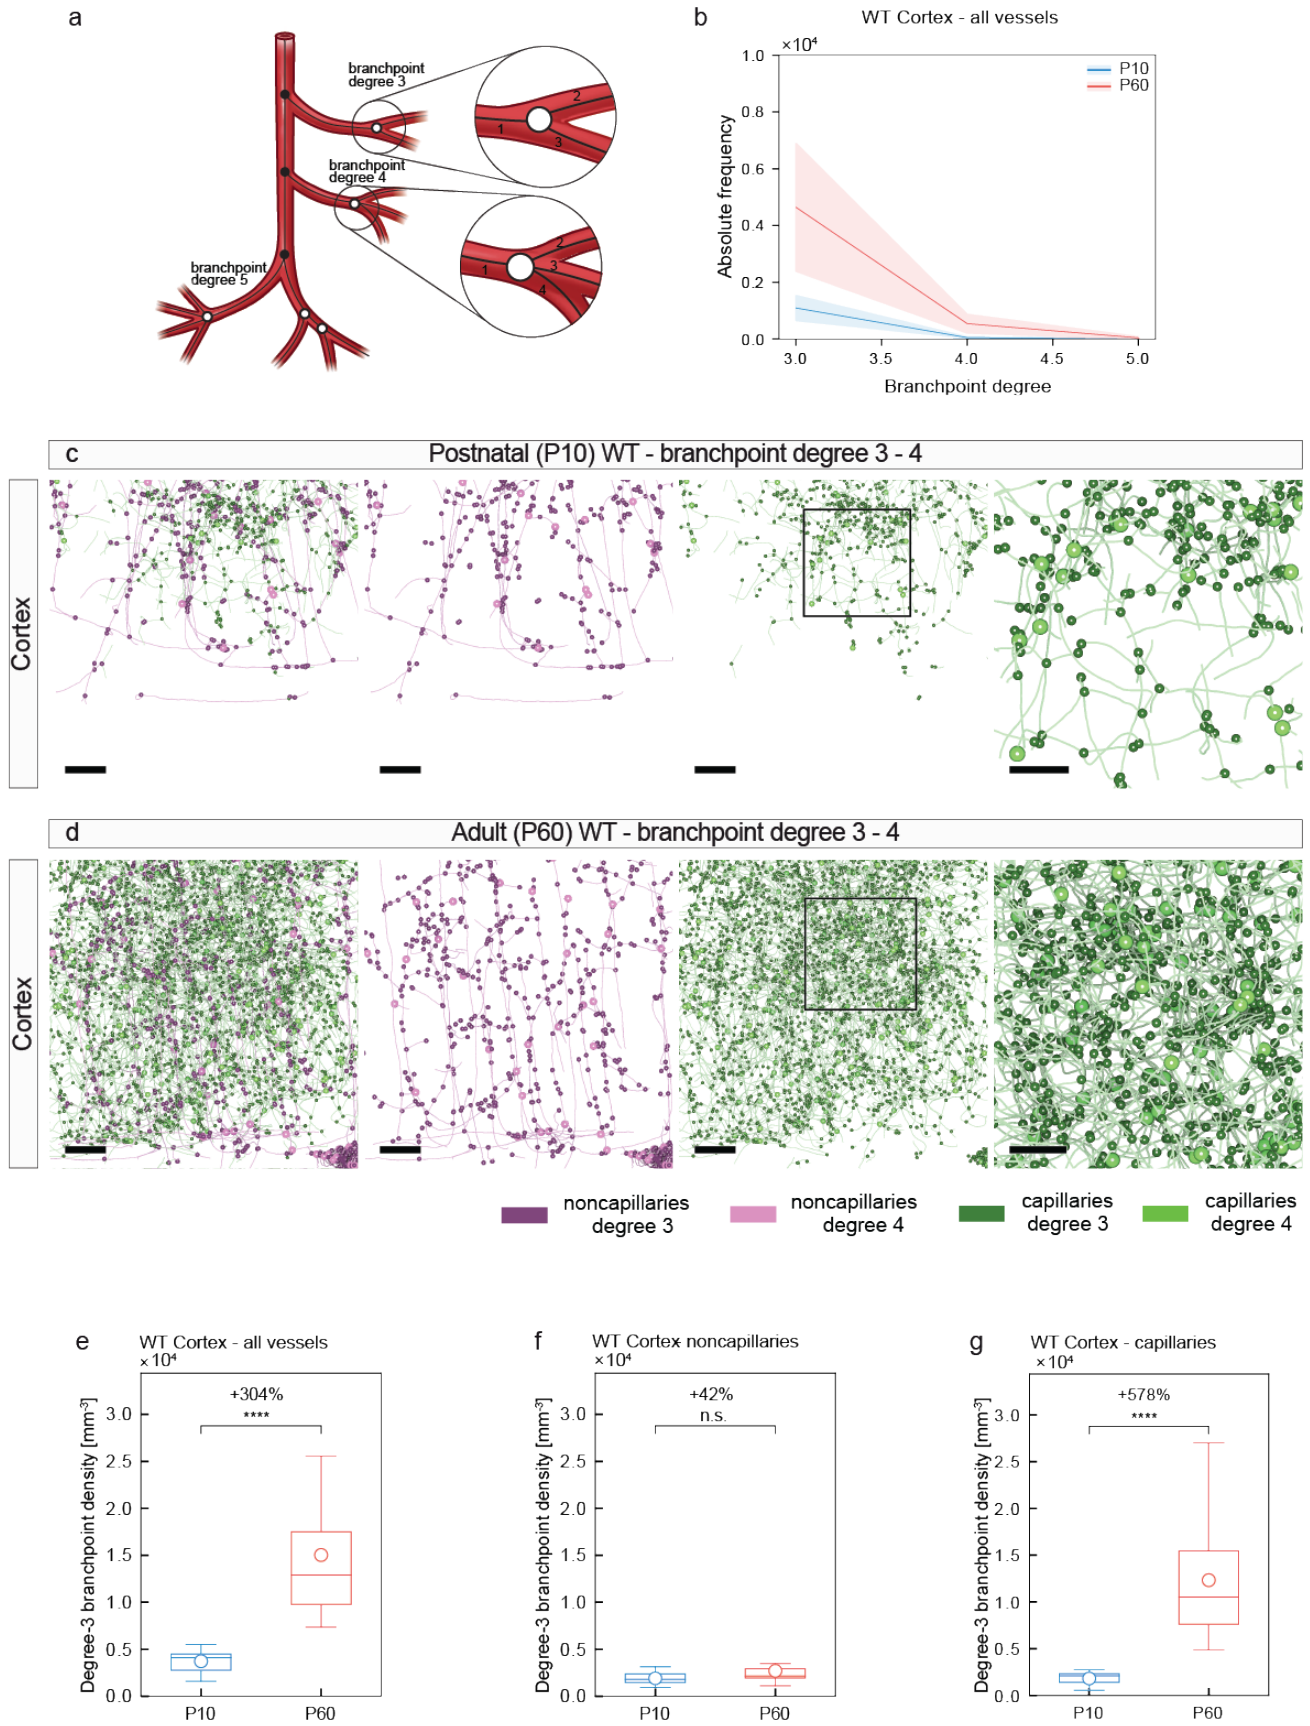 a
branchpoint
degree 3
2
1
3
branchpoint
degree 4
2
1
3
4
branchpoint
degree 5
b
WT Cortex - all vessels
×10⁴
1.0
0.8
0.6
0.4
0.2
0.0
Absolute frequency
P10
P60
3.0 3.5 4.0 4.5 5.0
Branchpoint degree
c
Postnatal (P10) WT - branchpoint degree 3 - 4
Cortex
d
Adult (P60) WT - branchpoint degree 3 - 4
Cortex
noncapillaries
degree 3
noncapillaries
degree 4
capillaries
degree 3
capillaries
degree 4
e
WT Cortex - all vessels
×10⁴
Degree-3 branchpoint density [mm⁻³]
+304%
****
3.0
2.5
2.0
1.5
1.0
0.5
0.0
P10 P60
f
WT Cortex- noncapillaries
×10⁴
Degree-3 branchpoint density [mm⁻³]
+42%
n.s.
3.0
2.5
2.0
1.5
1.0
0.5
0.0
P10 P60
g
WT Cortex - capillaries
×10⁴
Degree-3 branchpoint density [mm⁻³]
+578%
****
3.0
2.5
2.0
1.5
1.0
0.5
0.0
P10 P60